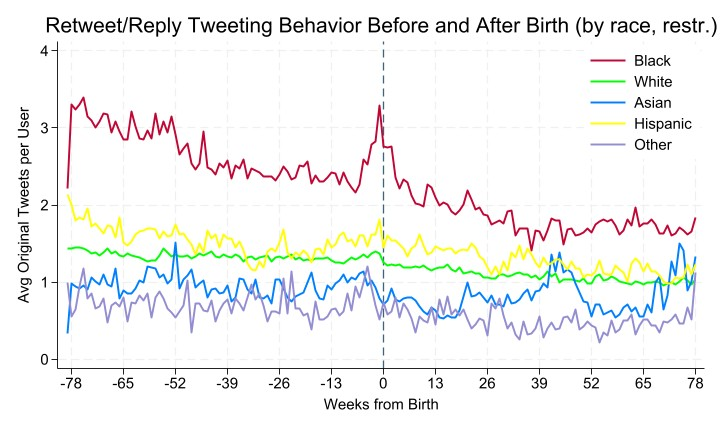 Retweet/Reply Tweeting Behavior Before and After Birth (by race, restr.)
Avg Original Tweets per User
4
3
2
1
0
Black
White
Asian
Hispanic
Other
-78 -65 -52 -39 -26 -13 0 13 26 39 52 65 78
Weeks from Birth